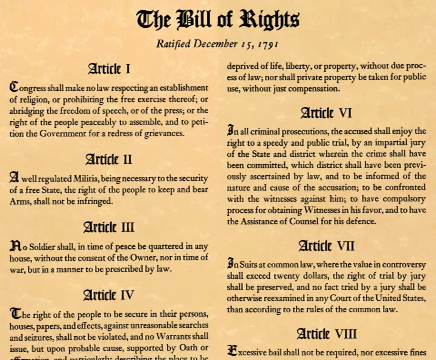 The Bill of Rights
Ratified December 15, 1791
Article I
Congress shall make no law respecting an establishment
of religion, or prohibiting the free exercise thereof; or
abridging the freedom of speech, or of the press; or the
right of the people peaceably to assemble, and to peti-
tion the Government for a redress of grievances.
Article II
A well regulated Militia, being necessary to the security
of a free State, the right of the people to keep and bear
Arms, shall not be infringed.
Article III
No Soldier shall, in time of peace be quartered in any
house, without the consent of the Owner, nor in time of
war, but in a manner to be prescribed by law.
Article IV
The right of the people to be secure in their persons,
houses, papers, and effects, against unreasonable searches
and seizures, shall not be violated, and no Warrants shall
issue, but upon probable cause, supported by Oath or
affirmation, and particularly describing the place to be
deprived of life, liberty, or property, without due proc-
ess of law; nor shall private property be taken for public
use, without just compensation.
Article VI
In all criminal prosecutions, the accused shall enjoy the
right to a speedy and public trial, by an impartial jury
of the State and district wherein the crime shall have
been committed, which district shall have been previ-
ously ascertained by law, and to be informed of the
nature and cause of the accusation; to be confronted
with the witnesses against him; to have compulsory
process for obtaining Witnesses in his favor, and to have
the Assistance of Counsel for his defence.
Article VII
In Suits at common law, where the value in controversy
shall exceed twenty dollars, the right of trial by jury
shall be preserved, and no fact tried by a jury shall be
otherwise reexamined in any Court of the United States,
than according to the rules of the common law.
Article VIII
Excessive bail shall not be required, nor excessive fines